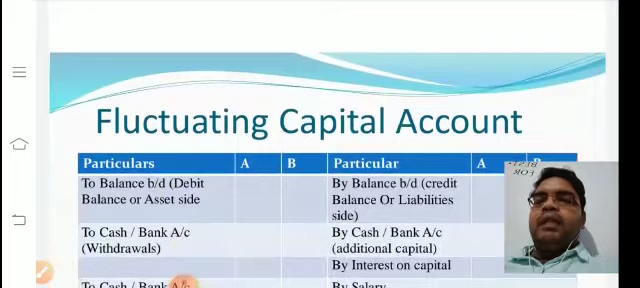 Fluctuating Capital Account
Particulars A B Particular A
To Balance b/d (Debit By Balance b/d (credit
Balance or Asset side Balance Or Liabilities
side)
To Cash / Bank A/c By Cash / Bank A/c
(Withdrawals) (additional capital)
By Interest on capital
To Cash / Bank A/c By Salary